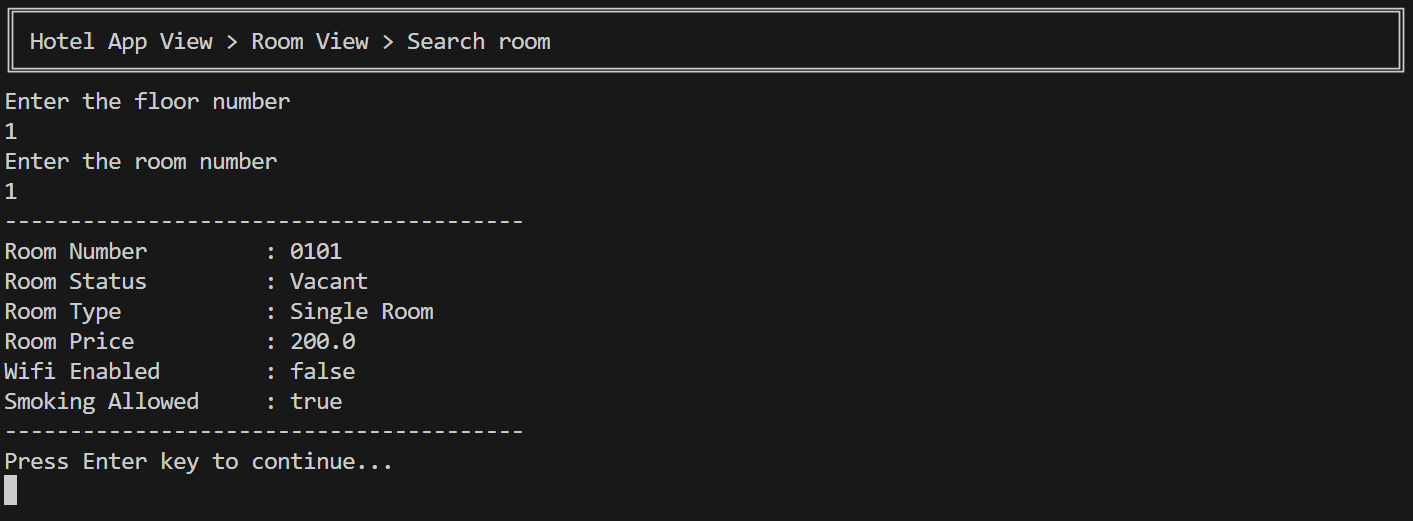 Hotel App View > Room View > Search room
Enter the floor number
1
Enter the room number
1
----------------------------------------
Room Number         : 0101
Room Status         : Vacant
Room Type           : Single Room
Room Price          : 200.0
Wifi Enabled        : false
Smoking Allowed     : true
----------------------------------------
Press Enter key to continue...